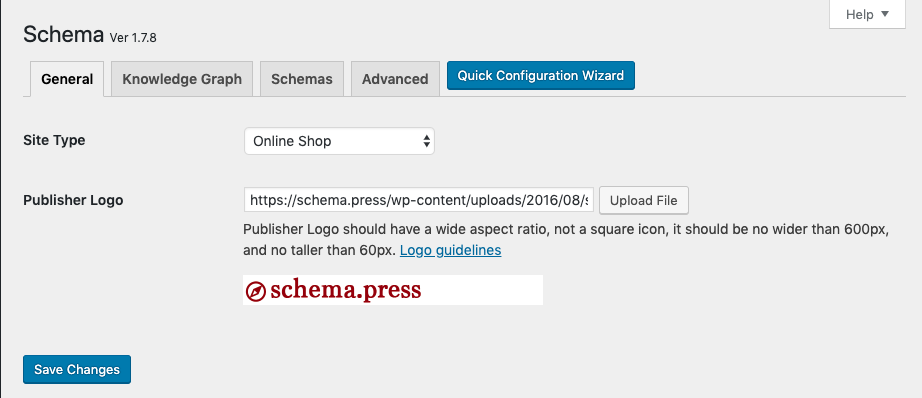 Help
Schema Ver 1.7.8
General Knowledge Graph Schemas Advanced Quick Configuration Wizard
Site Type Online Shop
Publisher Logo https://schema.press/wp-content/uploads/2016/08/s Upload File
Publisher Logo should have a wide aspect ratio, not a square icon, it should be no wider than 600px,
and no taller than 60px. Logo guidelines
schema.press
Save Changes